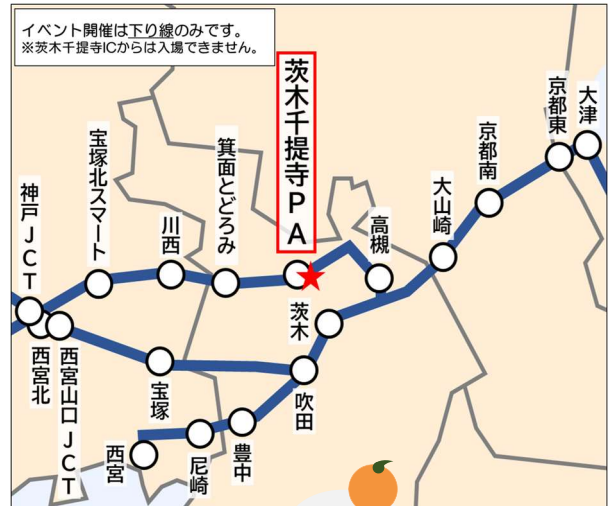 イベント開催は下り線のみです。
※茨木千提寺ICからは入場できません。
茨木千提寺PA
大津
京都東
京都南
大山崎
高槻
箕面とどろみ
川西
宝塚北スマート
神戸JCT
茨木
吹田
豊中
尼崎
西宮
宝塚
西宮山口JCT
西宮北